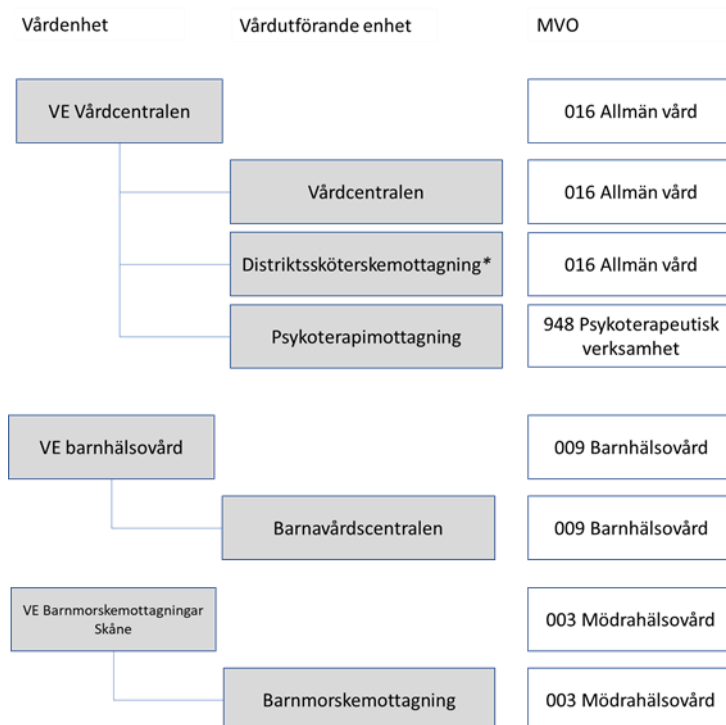 Vårdenhet Vårdutförande enhet MVO
VE Vårdcentralen 016 Allmän vård
Vårdcentralen 016 Allmän vård
Distriktssköterskemottagning* 016 Allmän vård
Psykoterapimottagning 948 Psykoterapeutisk
verksamhet
VE barnhälsovård 009 Barnhälsovård
Barnavårdscentralen 009 Barnhälsovård
VE Barnmorskemottagningar
Skåne
003 Mödrahälsovård
Barnmorskemottagning 003 Mödrahälsovård